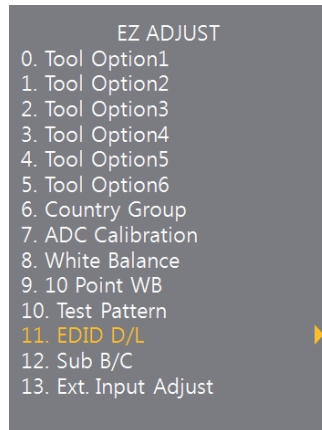 EZ ADJUST
0. Tool Option1
1. Tool Option2
2. Tool Option3
3. Tool Option4
4. Tool Option5
5. Tool Option6
6. Country Group
7. ADC Calibration
8. White Balance
9. 10 Point WB
10. Test Pattern
11. EDID D/L
12. Sub B/C
13. Ext. Input Adjust